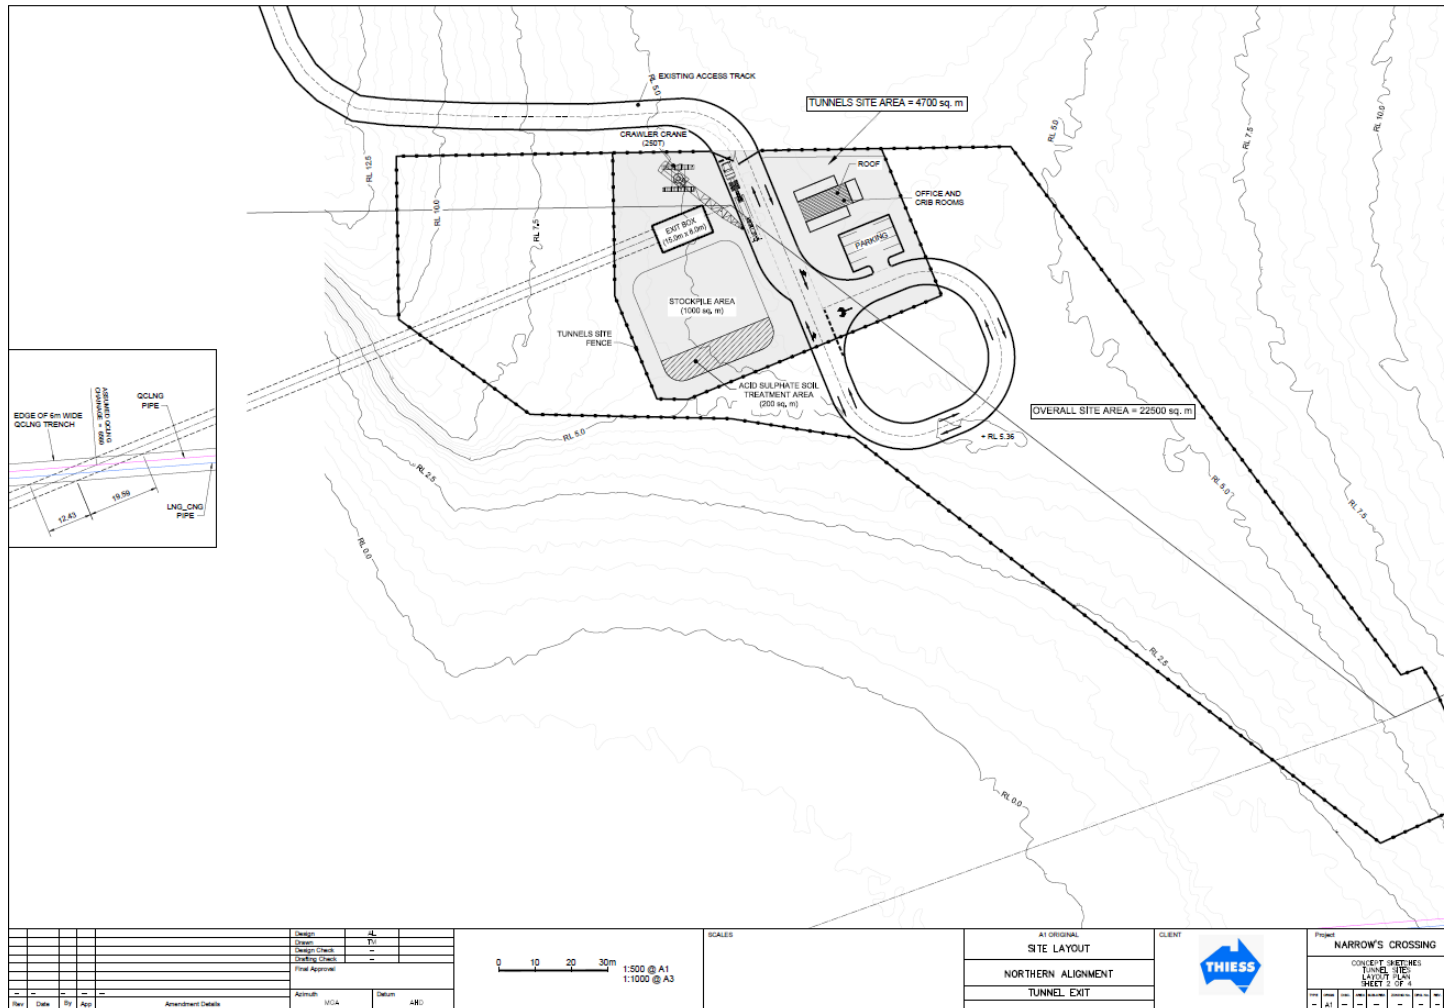 EXISTING ACCESS TRACK
TUNNELS SITE AREA = 4700 sq. m
RL 5.0
RL 5.0
RL 7.5
RL 10.0
CRAWLER CRANE
(250T)
ROOF
OFFICE AND
CRIB ROOMS
RL 12.5
RL 10.0
RL 7.5
EXIT BOX
(15.0m x 8.0m)
PARKING
STOCKPILE AREA
(1000 sq. m)
TUNNELS SITE
FENCE
ACID SULPHATE SOIL
TREATMENT AREA
(200 sq. m)
OVERALL SITE AREA = 22500 sq. m
+ RL 5.36
RL 5.0
RL 2.5
RL 0.0
RL 5.0
RL 7.5
RL 2.5
RL 0.0
EDGE OF 6m WIDE
QCLNG TRENCH
ASSUMED QCLNG
QCLNG
PIPE
12.43
19.59
LNG_CNG
PIPE
Rev Date By App Amendment Details
Design AL
Drawn TM
Design Check –
Drafting Check –
Final Approval
Azimuth MGA
Datum AHD
0 10 20 30m
1:500 @ A1
1:1000 @ A3
SCALES
A1 ORIGINAL
SITE LAYOUT
NORTHERN ALIGNMENT
TUNNEL EXIT
CLIENT
THIESS
Project
NARROW'S CROSSING
CONCEPT SKETCHES
TUNNEL SITES
LAYOUT PLAN
SHEET 2 OF 4
A1